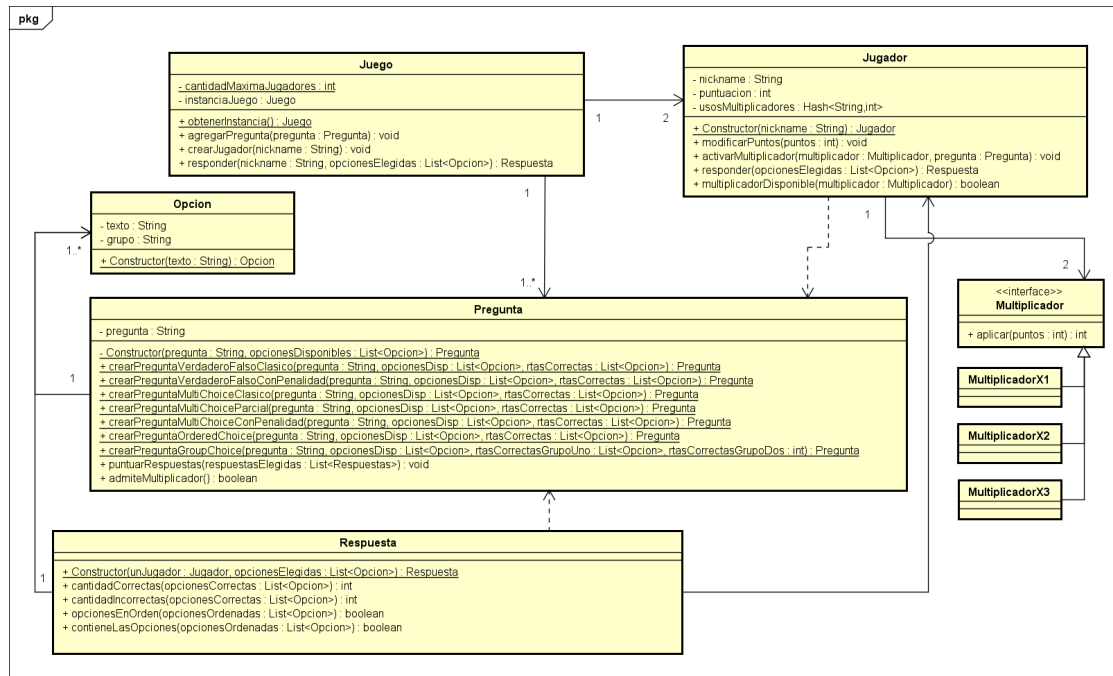 pkg
Juego
- cantidadMaximaJugadores : int
- instanciaJuego : Juego
+ obtenerInstancia() : Juego
+ agregarPregunta(pregunta : Pregunta) : void
+ crearJugador(nickname : String) : void
+ responder(nickname : String, opcionesElegidas : List<Opcion>) : Respuesta
1
2
1
Jugador
- nickname : String
- puntuacion : int
- usosMultiplicadores : Hash<String,int>
+ Constructor(nickname : String) : Jugador
+ modificarPuntos(puntos : int) : void
+ activarMultiplicador(multiplicador : Multiplicador, pregunta : Pregunta) : void
+ responder(opcionesElegidas : List<Opcion>) : Respuesta
+ multiplicadorDisponible(multiplicador : Multiplicador) : boolean
1
2
Opcion
- texto : String
- grupo : String
+ Constructor(texto : String) : Opcion
1..*
1..*
<<interface>>
Multiplicador
+ aplicar(puntos : int) : int
MultiplicadorX1
MultiplicadorX2
MultiplicadorX3
Pregunta
- pregunta : String
- Constructor(pregunta : String, opcionesDisponibles : List<Opcion>) : Pregunta
+ crearPreguntaVerdaderoFalsoClasico(pregunta : String, opcionesDisp : List<Opcion>, rtasCorrectas : List<Opcion>) : Pregunta
+ crearPreguntaVerdaderoFalsoConPenalidad(pregunta : String, opcionesDisp : List<Opcion>, rtasCorrectas : List<Opcion>) : Pregunta
+ crearPreguntaMultiChoiceClasico(pregunta : String, opcionesDisp : List<Opcion>, rtasCorrectas : List<Opcion>) : Pregunta
+ crearPreguntaMultiChoiceParcial(pregunta : String, opcionesDisp : List<Opcion>, rtasCorrectas : List<Opcion>) : Pregunta
+ crearPreguntaMultiChoiceConPenalidad(pregunta : String, opcionesDisp : List<Opcion>, rtasCorrectas : List<Opcion>) : Pregunta
+ crearPreguntaOrderedChoice(pregunta : String, opcionesDisp : List<Opcion>, rtasCorrectas : List<Opcion>) : Pregunta
+ crearPreguntaGroupChoice(pregunta : String, opcionesDisp : List<Opcion>, rtasCorrectasGrupoUno : List<Opcion>, rtasCorrectasGrupoDos : int) : Pregunta
+ puntuarRespuestas(respuestasElegidas : List<Respuestas>) : void
+ admiteMultiplicador() : boolean
1
Respuesta
+ Constructor(unJugador : Jugador, opcionesElegidas : List<Opcion>) : Respuesta
+ cantidadCorrectas(opcionesCorrectas : List<Opcion>) : int
+ cantidadIncorrectas(opcionesCorrectas : List<Opcion>) : int
+ opcionesEnOrden(opcionesOrdenadas : List<Opcion>) : boolean
+ contieneLasOpciones(opcionesOrdenadas : List<Opcion>) : boolean
1